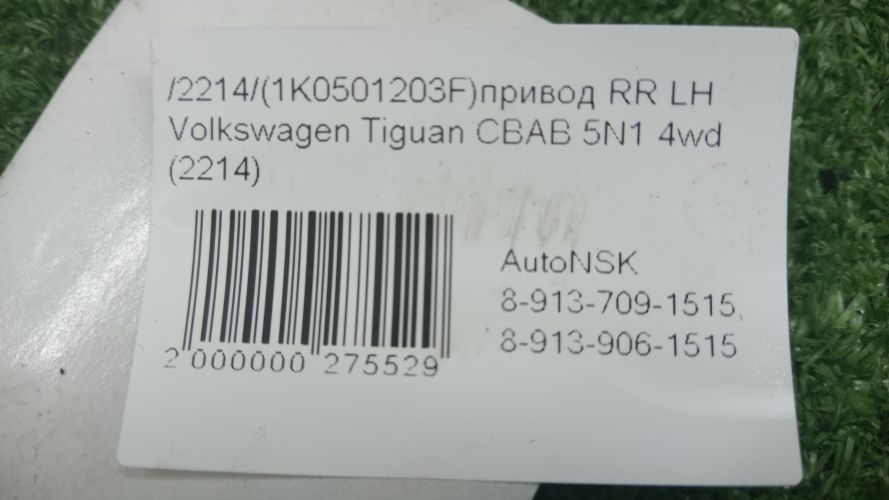 /2214/(1K0501203F)привод RR LH
Volkswagen Tiguan CBAB 5N1 4wd
(2214)
2 000000 275529
AutoNSK
8-913-709-1515,
8-913-906-1515